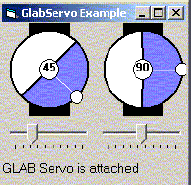 GlabServo Example
45
90
GLAB Servo is attached